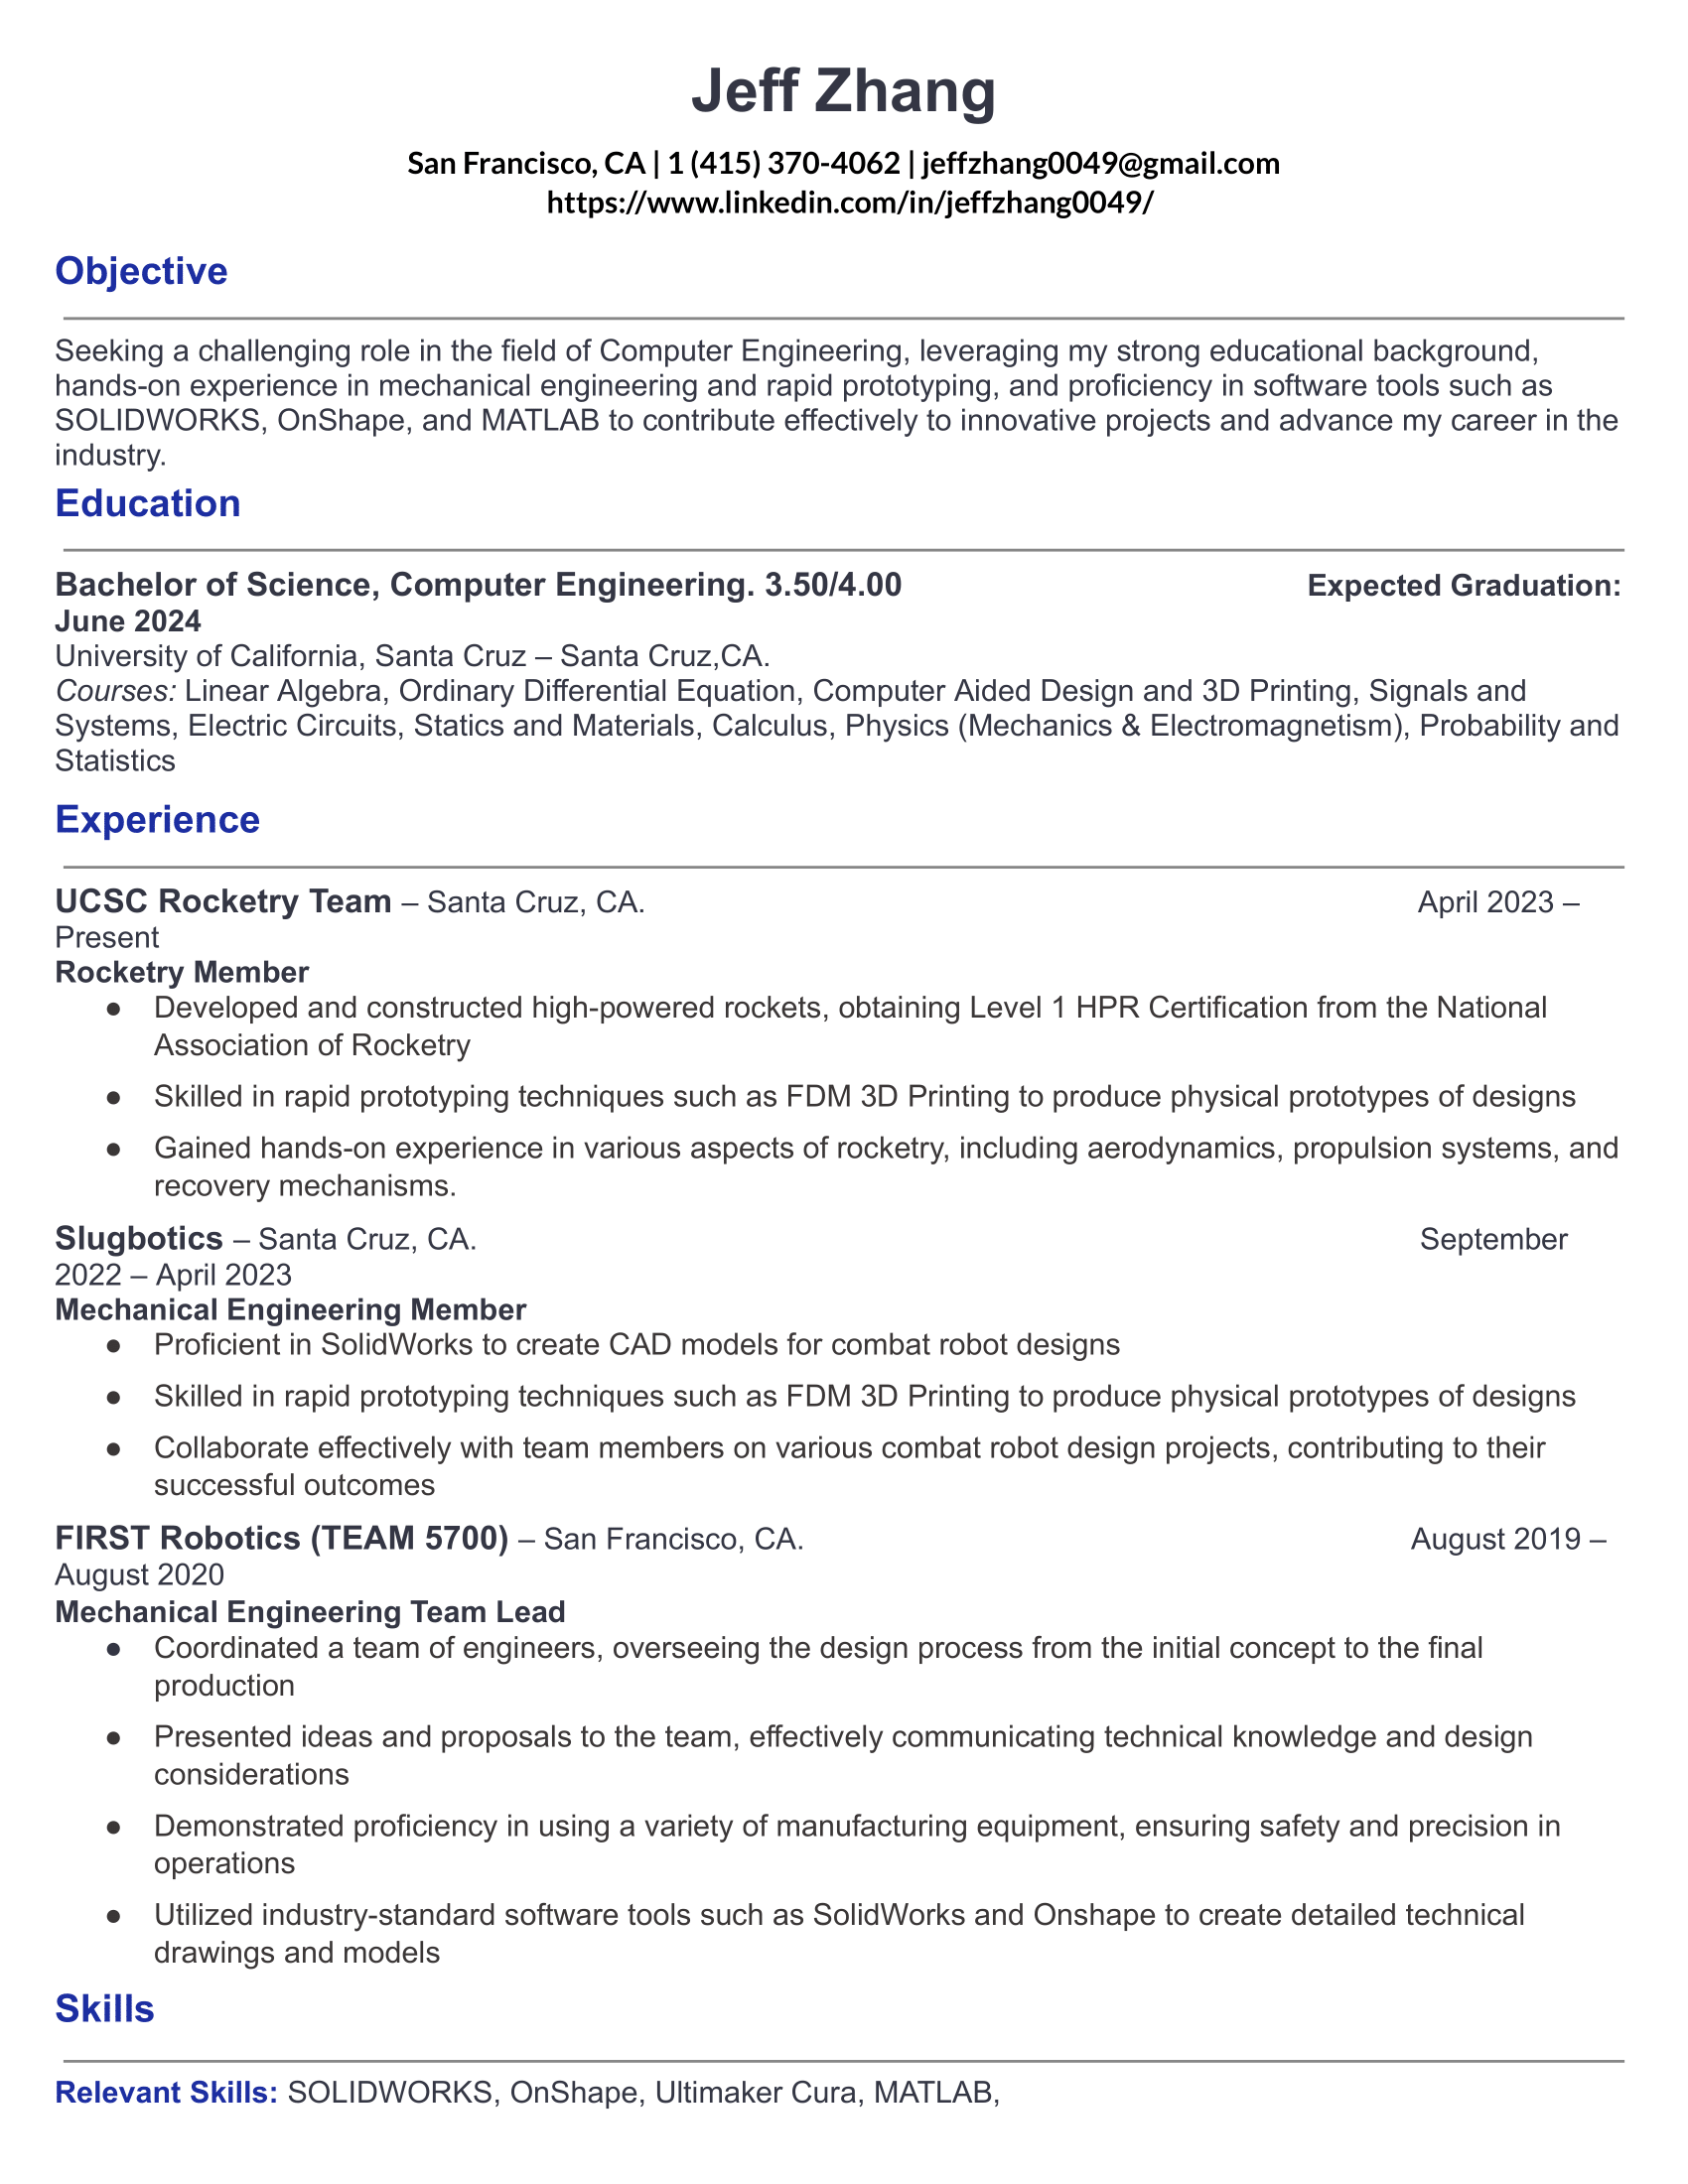 Jeff Zhang
San Francisco, CA | 1 (415) 370-4062 | jeffzhang0049@gmail.com
https://www.linkedin.com/in/jeffzhang0049/
Objective
Seeking a challenging role in the field of Computer Engineering, leveraging my strong educational background,
hands-on experience in mechanical engineering and rapid prototyping, and proficiency in software tools such as
SOLIDWORKS, OnShape, and MATLAB to contribute effectively to innovative projects and advance my career in the
industry.
Education
Bachelor of Science, Computer Engineering. 3.50/4.00 Expected Graduation:
June 2024
University of California, Santa Cruz – Santa Cruz,CA.
Courses: Linear Algebra, Ordinary Differential Equation, Computer Aided Design and 3D Printing, Signals and
Systems, Electric Circuits, Statics and Materials, Calculus, Physics (Mechanics & Electromagnetism), Probability and
Statistics
Experience
UCSC Rocketry Team – Santa Cruz, CA. April 2023 –
Present
Rocketry Member
● Developed and constructed high-powered rockets, obtaining Level 1 HPR Certification from the National
Association of Rocketry
● Skilled in rapid prototyping techniques such as FDM 3D Printing to produce physical prototypes of designs
● Gained hands-on experience in various aspects of rocketry, including aerodynamics, propulsion systems, and
recovery mechanisms.
Slugbotics – Santa Cruz, CA. September
2022 – April 2023
Mechanical Engineering Member
● Proficient in SolidWorks to create CAD models for combat robot designs
● Skilled in rapid prototyping techniques such as FDM 3D Printing to produce physical prototypes of designs
● Collaborate effectively with team members on various combat robot design projects, contributing to their
successful outcomes
FIRST Robotics (TEAM 5700) – San Francisco, CA. August 2019 –
August 2020
Mechanical Engineering Team Lead
● Coordinated a team of engineers, overseeing the design process from the initial concept to the final
production
● Presented ideas and proposals to the team, effectively communicating technical knowledge and design
considerations
● Demonstrated proficiency in using a variety of manufacturing equipment, ensuring safety and precision in
operations
● Utilized industry-standard software tools such as SolidWorks and Onshape to create detailed technical
drawings and models
Skills
Relevant Skills: SOLIDWORKS, OnShape, Ultimaker Cura, MATLAB,